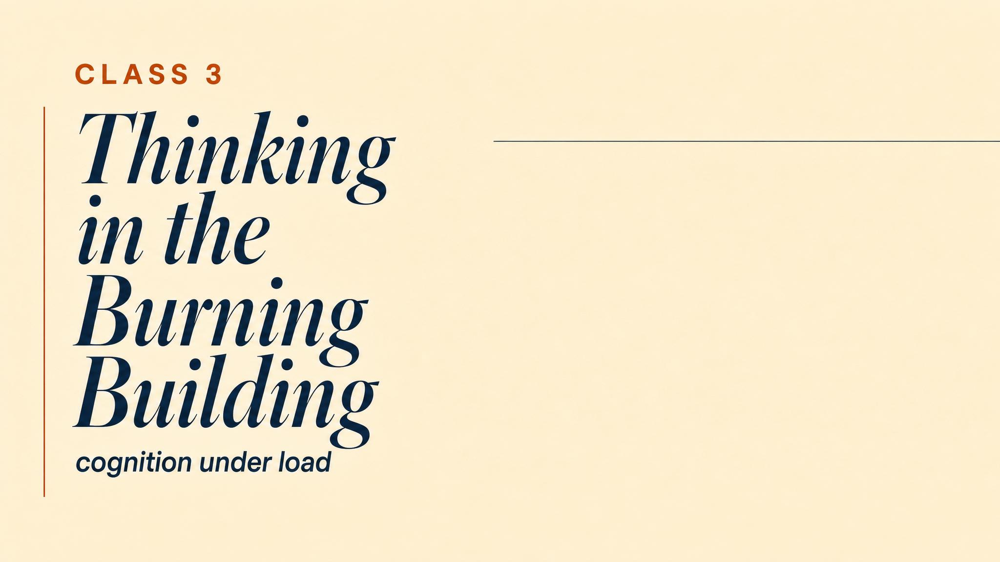 CLASS 3
Thinking
in the
Burning
Building
cognition under load